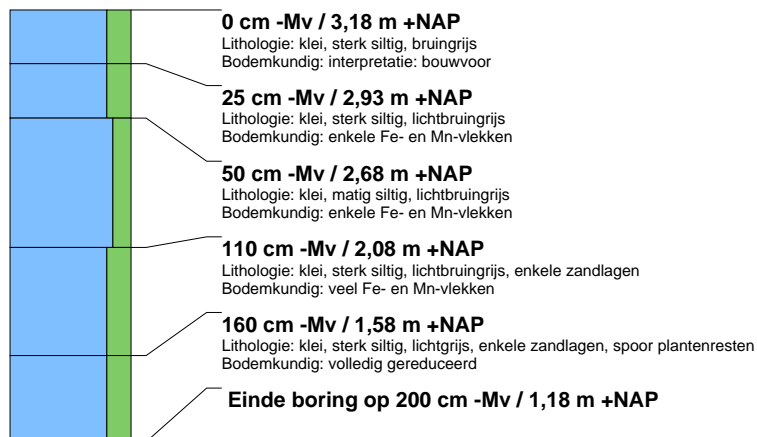 0 cm -Mv / 3,18 m +NAP
Lithologie: klei, sterk siltig, bruingrijs
Bodemkundig: interpretatie: bouwvoor
25 cm -Mv / 2,93 m +NAP
Lithologie: klei, sterk siltig, lichtbruingrijs
Bodemkundig: enkele Fe- en Mn-vlekken
50 cm -Mv / 2,68 m +NAP
Lithologie: klei, matig siltig, lichtbruingrijs
Bodemkundig: enkele Fe- en Mn-vlekken
110 cm -Mv / 2,08 m +NAP
Lithologie: klei, sterk siltig, lichtbruingrijs, enkele zandlagen
Bodemkundig: veel Fe- en Mn-vlekken
160 cm -Mv / 1,58 m +NAP
Lithologie: klei, sterk siltig, lichtgrijs, enkele zandlagen, spoor plantenresten
Bodemkundig: volledig gereduceerd
Einde boring op 200 cm -Mv / 1,18 m +NAP